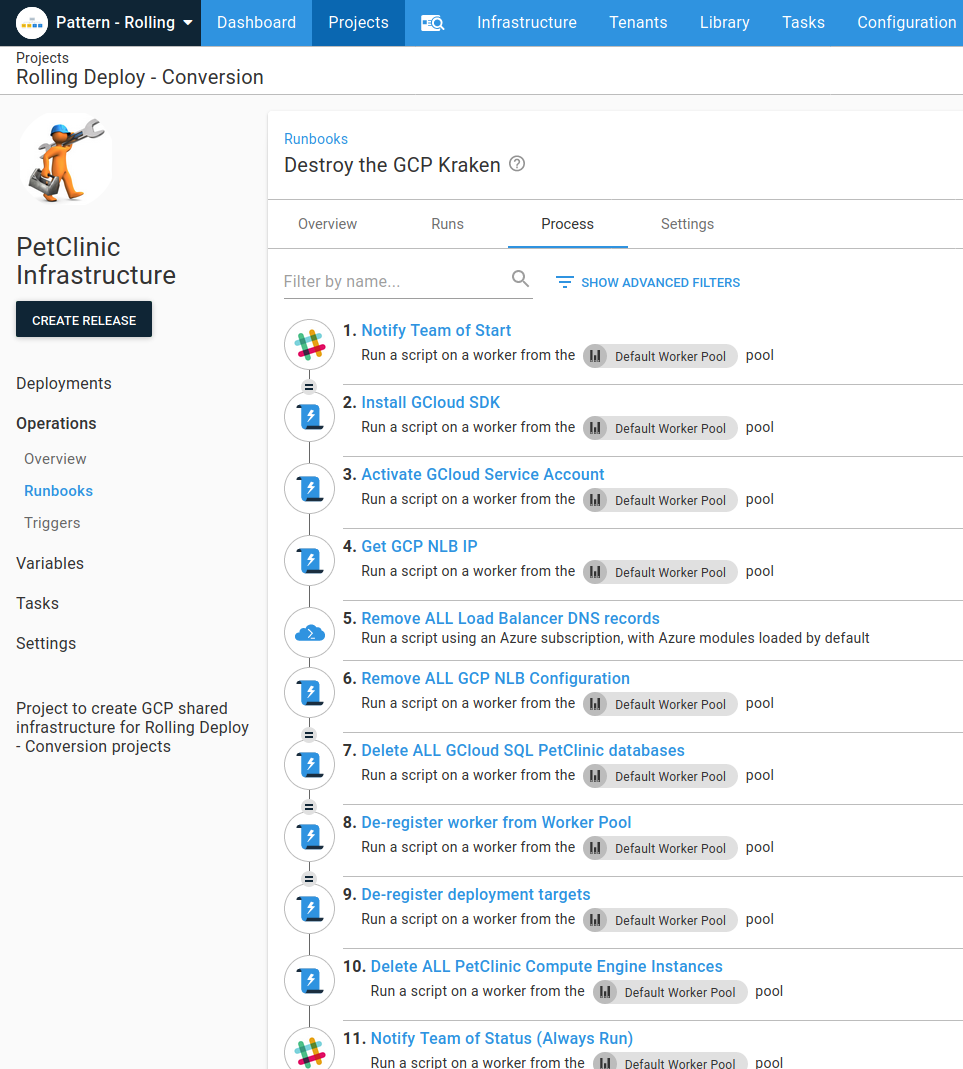 Pattern - Rolling Dashboard Projects Infrastructure Tenants Library Tasks Configuration
Projects
Rolling Deploy - Conversion
PetClinic
Infrastructure
CREATE RELEASE
Deployments
Operations
Overview
Runbooks
Triggers
Variables
Tasks
Settings
Project to create GCP shared
infrastructure for Rolling Deploy
- Conversion projects
Runbooks
Destroy the GCP Kraken ?
Overview Runs Process Settings
Filter by name... SHOW ADVANCED FILTERS
1. Notify Team of Start
Run a script on a worker from the Default Worker Pool pool
2. Install GCloud SDK
Run a script on a worker from the Default Worker Pool pool
3. Activate GCloud Service Account
Run a script on a worker from the Default Worker Pool pool
4. Get GCP NLB IP
Run a script on a worker from the Default Worker Pool pool
5. Remove ALL Load Balancer DNS records
Run a script using an Azure subscription, with Azure modules loaded by default
6. Remove ALL GCP NLB Configuration
Run a script on a worker from the Default Worker Pool pool
7. Delete ALL GCloud SQL PetClinic databases
Run a script on a worker from the Default Worker Pool pool
8. De-register worker from Worker Pool
Run a script on a worker from the Default Worker Pool pool
9. De-register deployment targets
Run a script on a worker from the Default Worker Pool pool
10. Delete ALL PetClinic Compute Engine Instances
Run a script on a worker from the Default Worker Pool pool
11. Notify Team of Status (Always Run)
Run a script on a worker from the Default Worker Pool pool